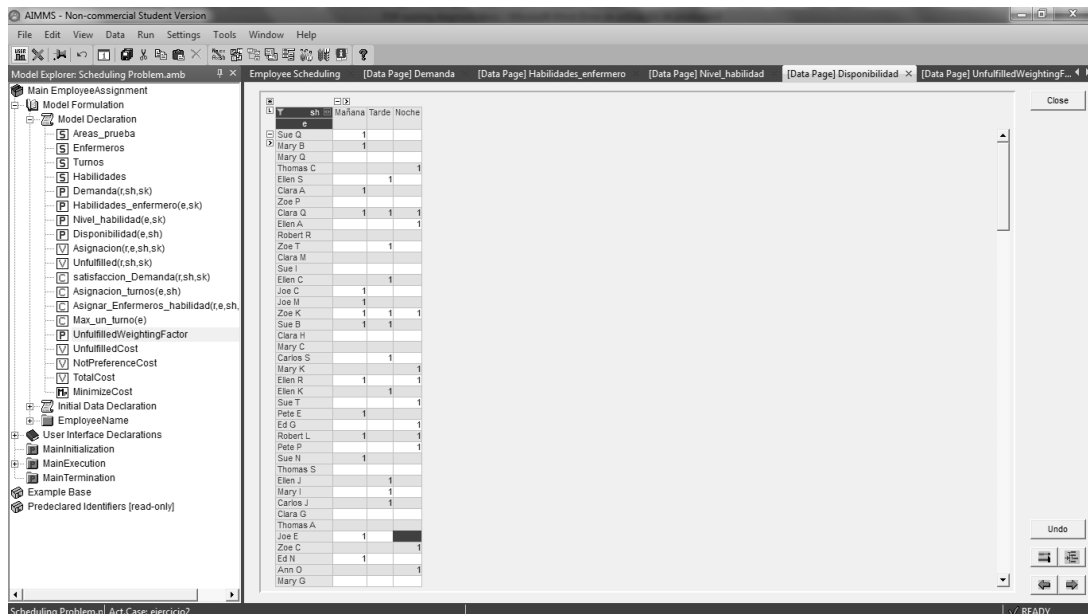 AIMMS - Non-commercial Student Version
File Edit View Data Run Settings Tools Window Help
Model Explorer: Scheduling Problem.amb
Employee Scheduling [Data Page] Demanda [Data Page] Habilidades_enfermero [Data Page] Nivel_habilidad [Data Page] Disponibilidad [Data Page] UnfulfilledWeightingF...
Main EmployeeAssignment
Model Formulation
Model Declaration
S Areas_prueba
S Enfermeros
S Turnos
S Habilidades
P Demanda(r,sh,sk)
P Habilidades_enfermero(e,sk)
P Nivel_habilidad(e,sk)
P Disponibilidad(e,sh)
V Asignacion(r,e,sh,sk)
V Unfulfilled(r,sh,sk)
C satisfaccion_Demanda(r,sh,sk)
C Asignacion_turnos(e,sh)
C Asignar_Enfermeros_habilidad(r,e,sh,
C Max_un_turno(e)
P UnfulfilledWeightingFactor
V UnfulfilledCost
V NotPreferenceCost
V TotalCost
MinimizeCost
Initial Data Declaration
EmployeeName
User Interface Declarations
MainInitialization
MainExecution
MainTermination
Example Base
Predeclared Identifiers [read-only]
sh Mañana Tarde Noche
e
Sue Q 1
Mary B 1
Mary Q
Thomas C 1
Ellen S 1
Clara A 1
Zoe P
Clara Q 1 1 1
Ellen A 1
Robert R
Zoe T 1
Clara M
Sue I
Ellen C 1
Joe C 1
Joe M 1
Zoe K 1 1 1
Sue B 1 1
Clara H
Mary C
Carlos S 1
Mary K 1
Ellen R 1 1
Ellen K 1
Sue T 1
Pete E 1
Ed G 1
Robert L 1 1
Pete P 1
Sue N 1
Thomas S
Ellen J 1
Mary I 1
Carlos J 1
Clara G
Thomas A
Joe E 1
Zoe C 1
Ed N 1
Ann O 1
Mary G
Close
Undo
Scheduling Problem.p Act.Case: ejercicio2
READY